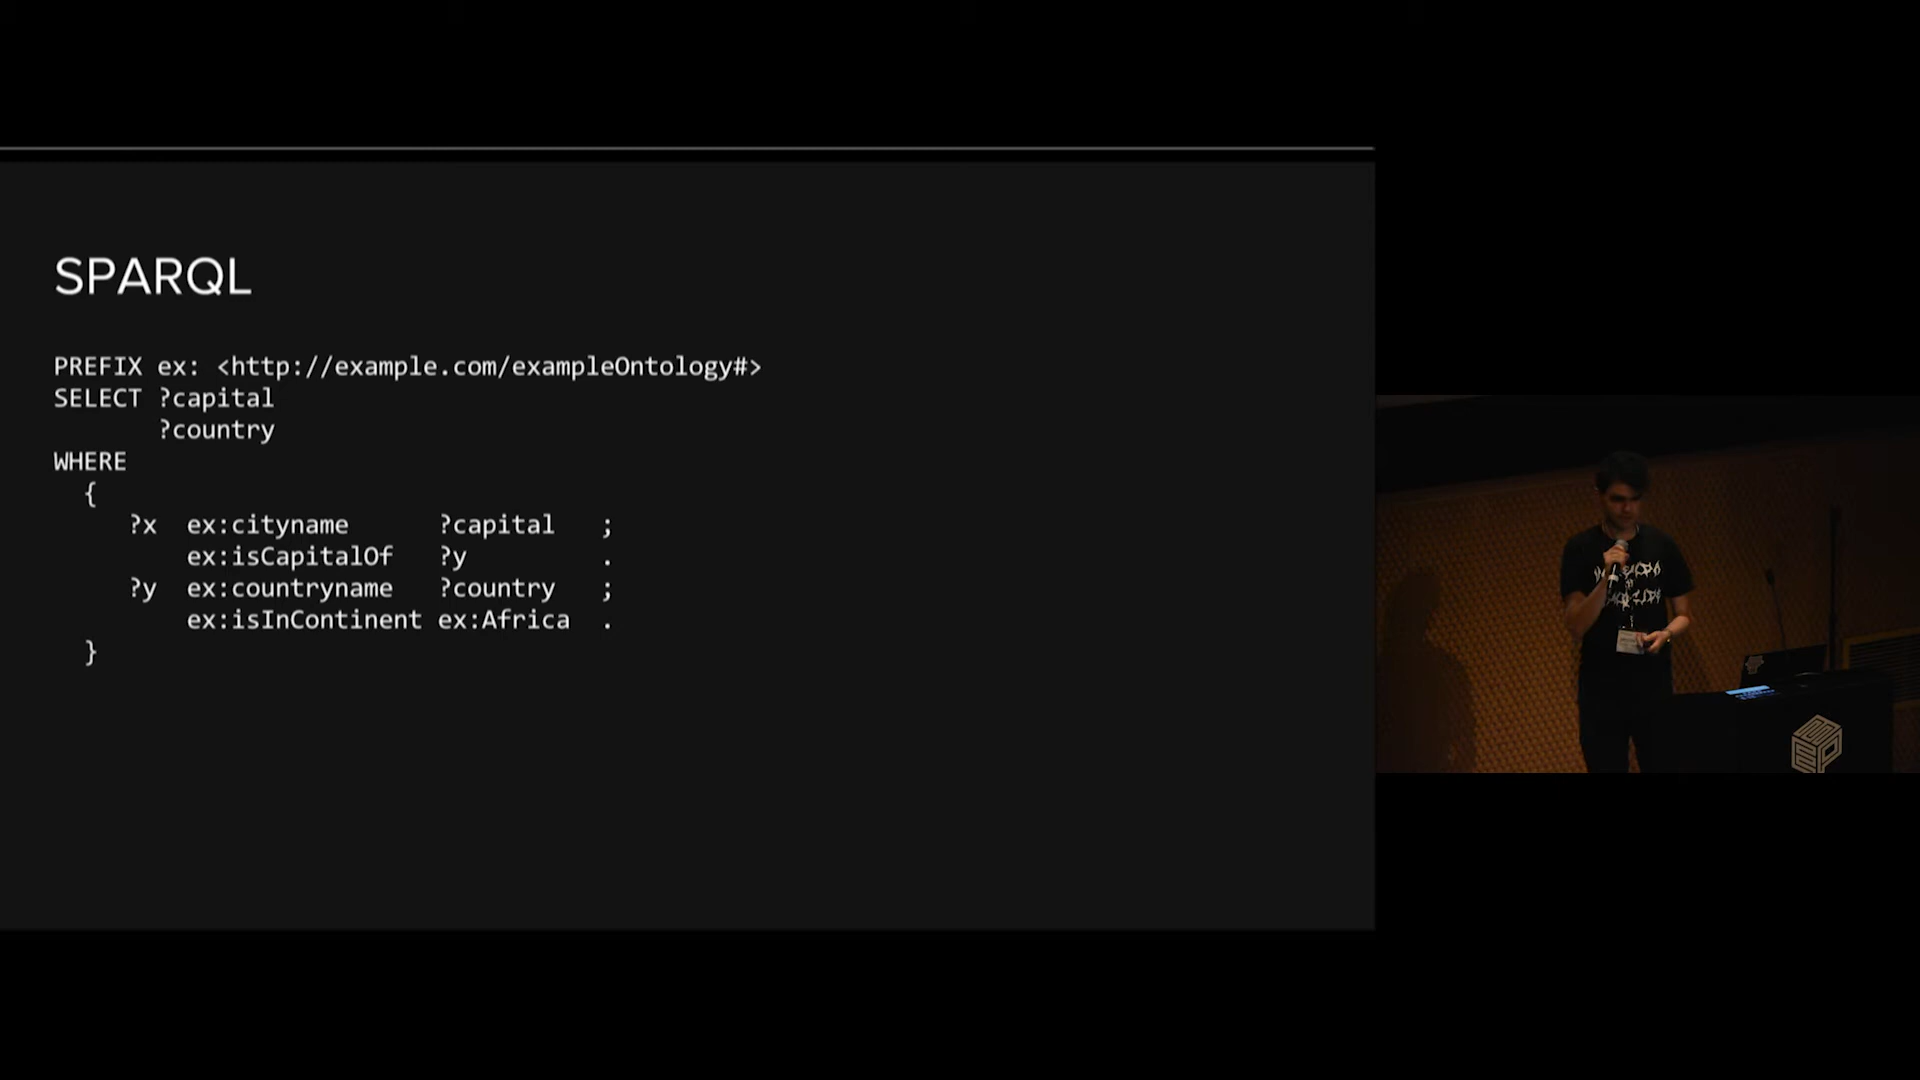 SPARQL
PREFIX ex: <http://example.com/exampleOntology#>
SELECT ?capital
?country
WHERE
{
?x ex:cityname ?capital ;
ex:isCapitalOf ?y .
?y ex:countryname ?country ;
ex:isInContinent ex:Africa .
}